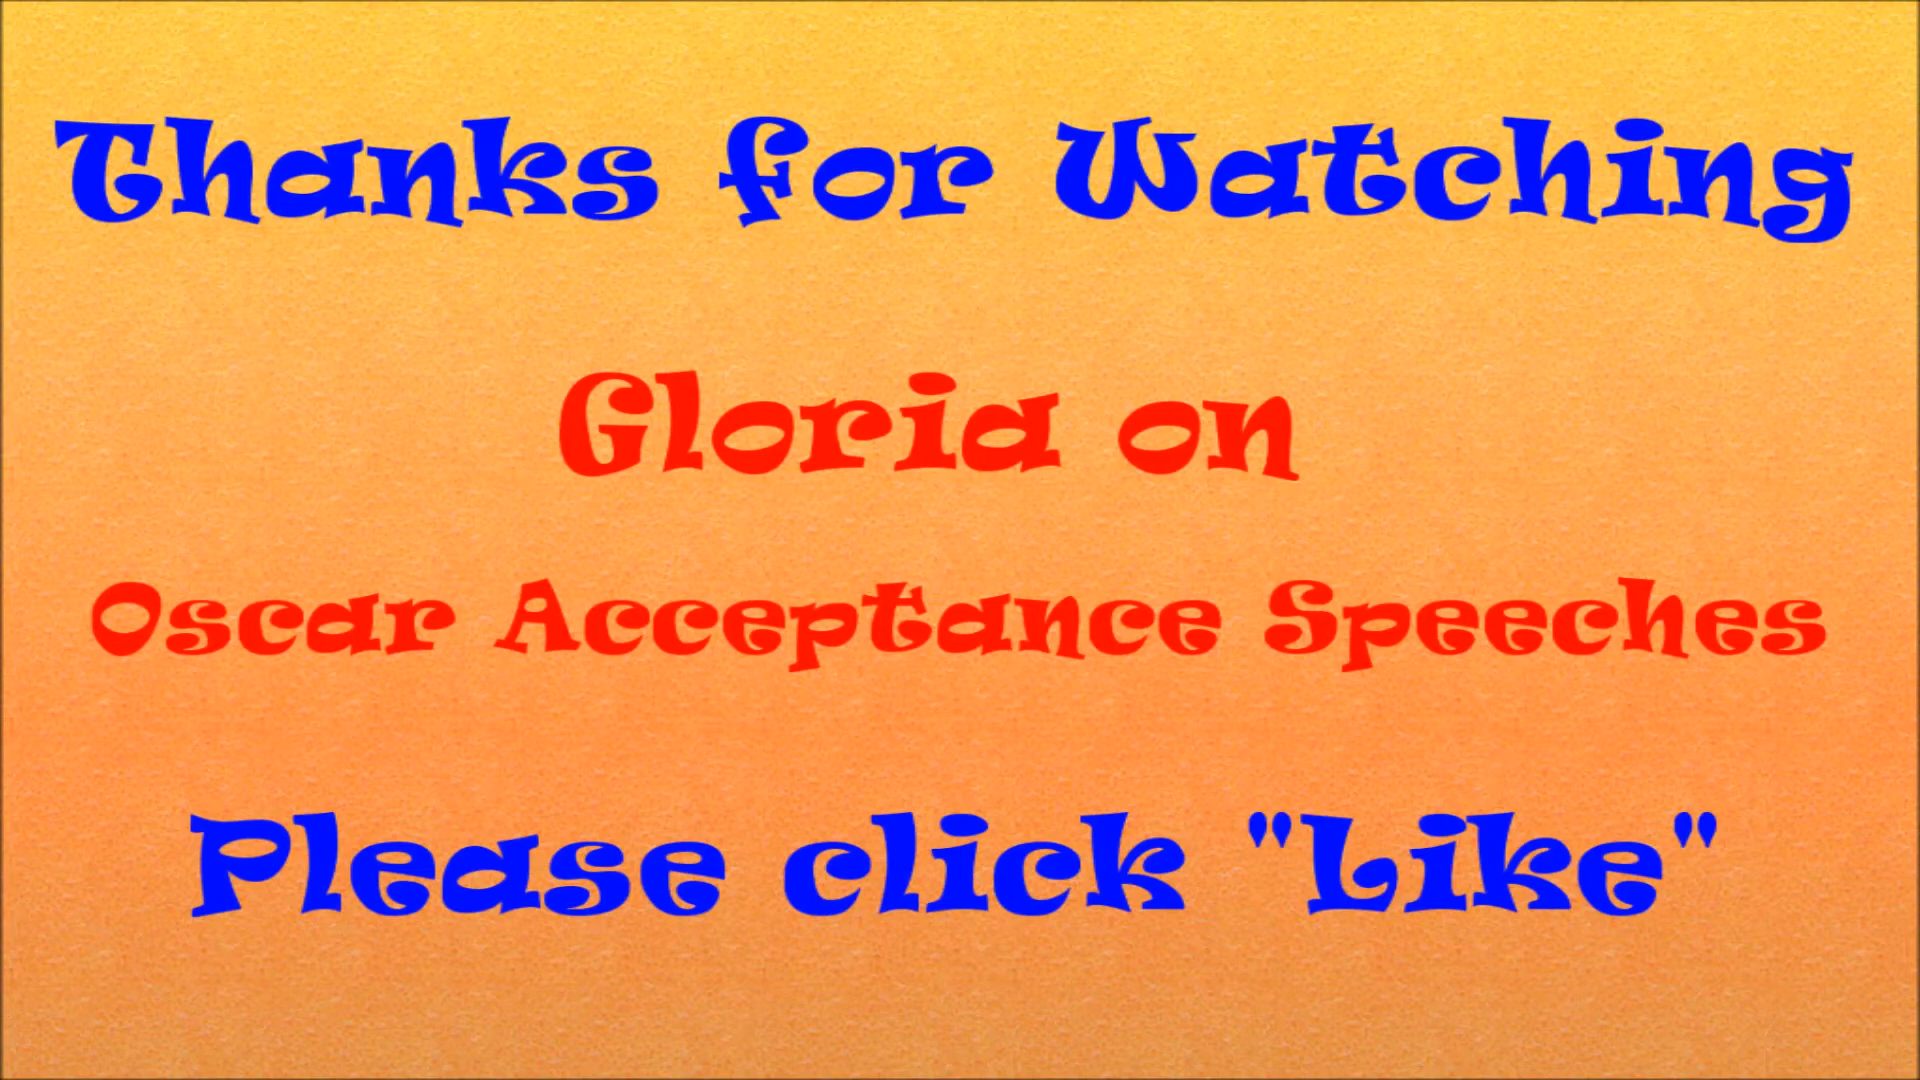 Thanks for Watching
Gloria on
Oscar Acceptance Speeches
Please click "Like"